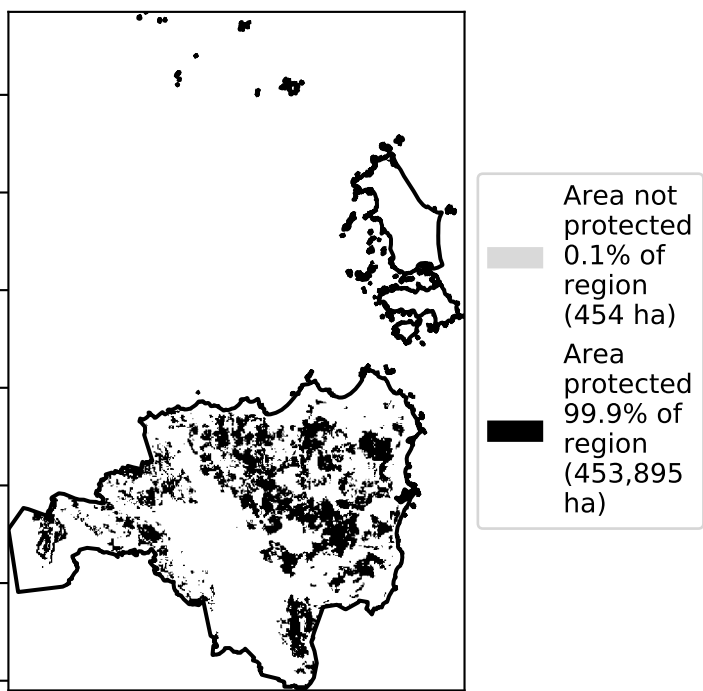 Area not
protected
0.1% of
region
(454 ha)
Area
protected
99.9% of
region
(453,895
ha)